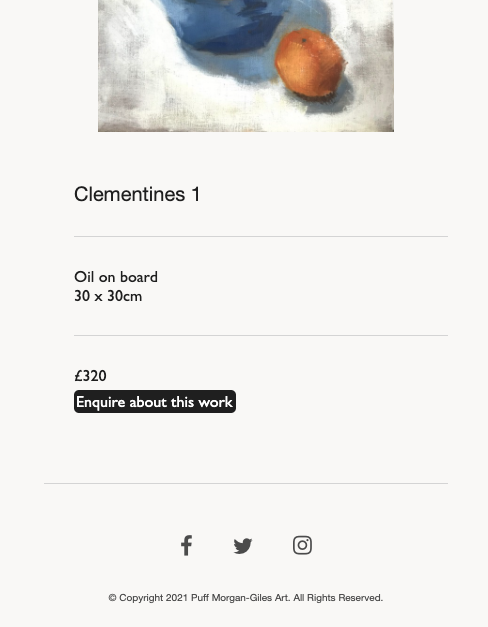 Clementines 1
Oil on board
30 x 30cm
£320
Enquire about this work
© Copyright 2021 Puff Morgan-Giles Art. All Rights Reserved.